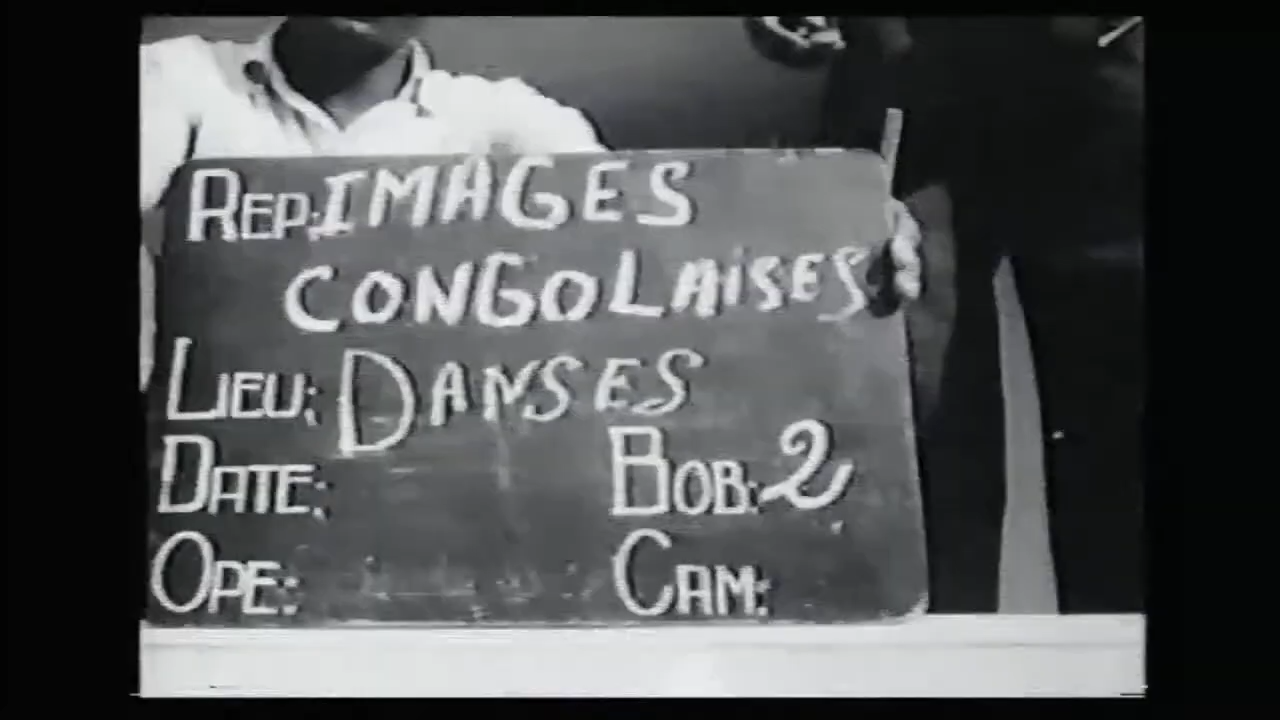 REP: IMAGES
CONGOLAISES
LIEU: DANSES
DATE: BOB: 2
OPE: CAM: